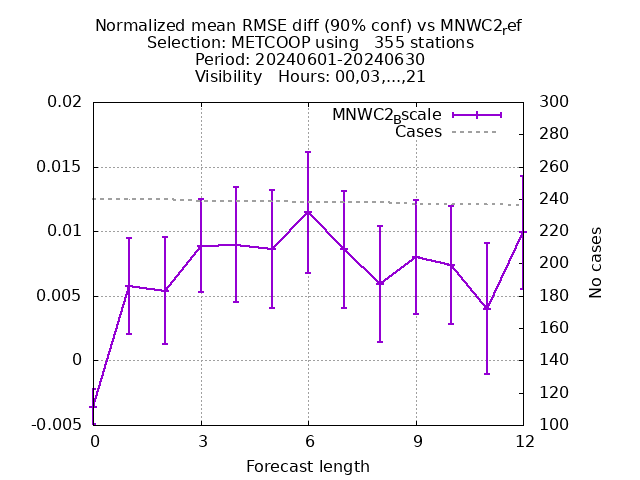 Normalized mean RMSE diff (90% conf) vs MNWC2ref
Selection: METCOOP using 355 stations
Period: 20240601-20240630
Visibility Hours: 00,03,...,21
MNWC2Bscale
Cases
0.02
0.015
0.01
0.005
0
-0.005
300
280
260
240
220
200
180
160
140
120
100
No cases
0
3
6
9
12
Forecast length